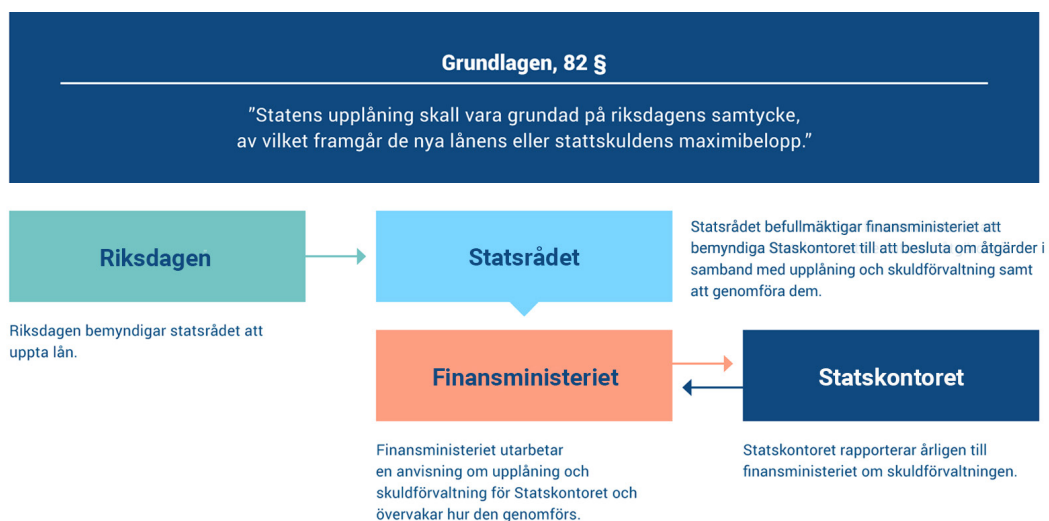 Grundlagen, 82 §
”Statens upplåning skall vara grundad på riksdagens samtycke,
av vilket framgår de nya lånens eller stattskuldens maximibelopp.”
Riksdagen
Riksdagen bemyndigar statsrådet att
uppta lån.
Statsrådet
Statsrådet befullmäktigar finansministeriet att
bemyndiga Staskontoret till att besluta om åtgärder i
samband med upplåning och skuldförvaltning samt
att genomföra dem.
Finansministeriet
Finansministeriet utarbetar
en anvisning om upplåning och
skuldförvaltning för Statskontoret och
övervakar hur den genomförs.
Statskontoret
Statskontoret rapporterar årligen till
finansministeriet om skuldförvaltningen.